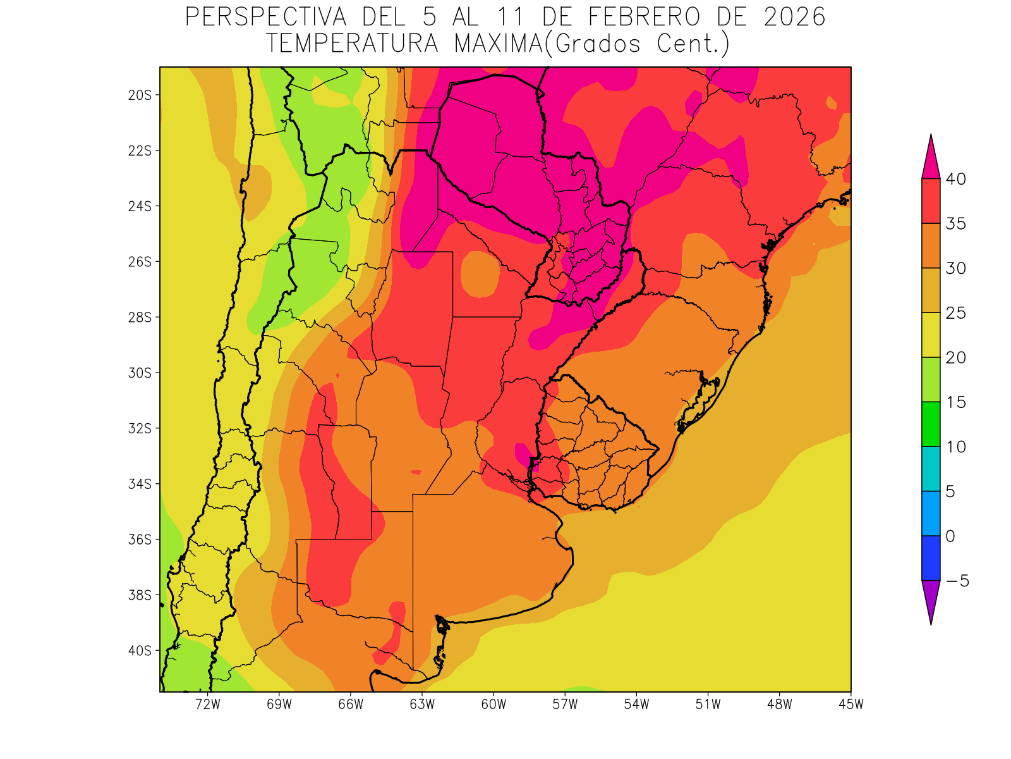 PERSPECTIVA DEL 5 AL 11 DE FEBRERO DE 2026
TEMPERATURA MAXIMA(Grados Cent.)
20S
22S
24S
26S
28S
30S
32S
34S
36S
38S
40S
72W 69W 66W 63W 60W 57W 54W 51W 48W 45W
40
35
30
25
20
15
10
5
0
−5